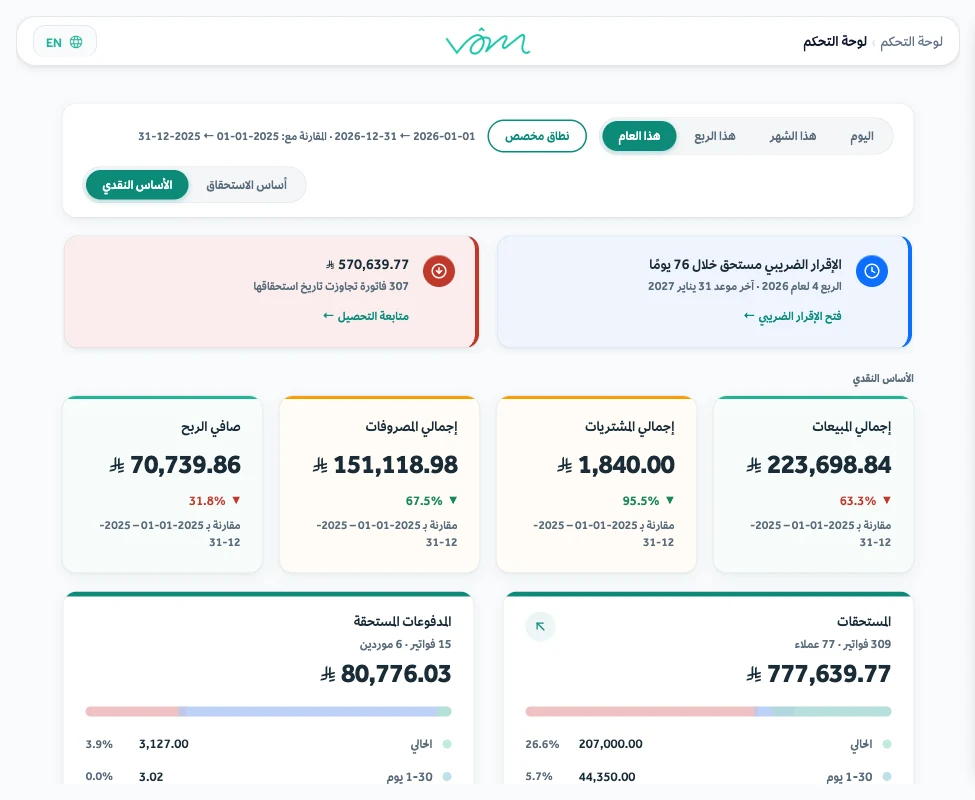 لوحة التحكم › لوحة التحكم
vôm
EN
اليوم
هذا الشهر
هذا الربع
هذا العام
نطاق مخصص
2026-01-01 ← 2026-12-31 · المقارنة مع: 2025-01-01 ← 2025-12-31
أساس الاستحقاق
الأساس النقدي
الإقرار الضريبي مستحق خلال 76 يومًا
الربع 4 لعام 2026 · آخر موعد 31 يناير 2027
فتح الإقرار الضريبي ←
570,639.77
307 فاتورة تجاوزت تاريخ استحقاقها
متابعة التحصيل ←
الأساس النقدي
إجمالي المبيعات
223,698.84
▼ 63.3%
مقارنة بـ 2025-01-01 – 2025-
12-31
إجمالي المشتريات
1,840.00
▼ 95.5%
مقارنة بـ 2025-01-01 – 2025-
12-31
إجمالي المصروفات
151,118.98
▼ 67.5%
مقارنة بـ 2025-01-01 – 2025-
12-31
صافي الربح
70,739.86
▼ 31.8%
مقارنة بـ 2025-01-01 – 2025-
12-31
المستحقات
309 فواتير · 77 عملاء
777,639.77
الحالي 207,000.00 26.6%
1-30 يوم 44,350.00 5.7%
المدفوعات المستحقة
15 فواتير · 6 موردين
80,776.03
الحالي 3,127.00 3.9%
1-30 يوم 3.02 0.0%